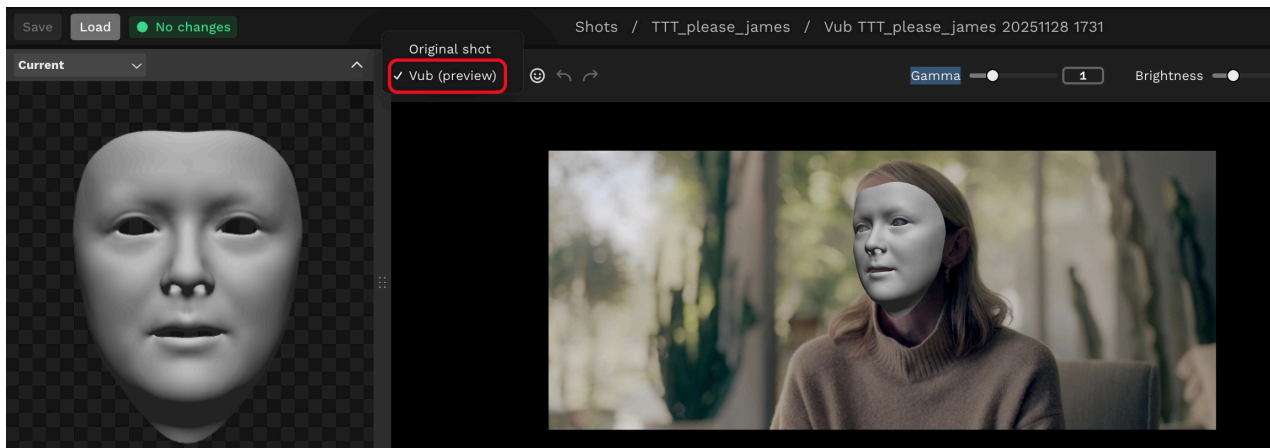 Save Load No changes Shots / TTT_please_james / Vub TTT_please_james 20251128 1731
Current
Original shot
✓ Vub (preview)
Gamma 1 Brightness